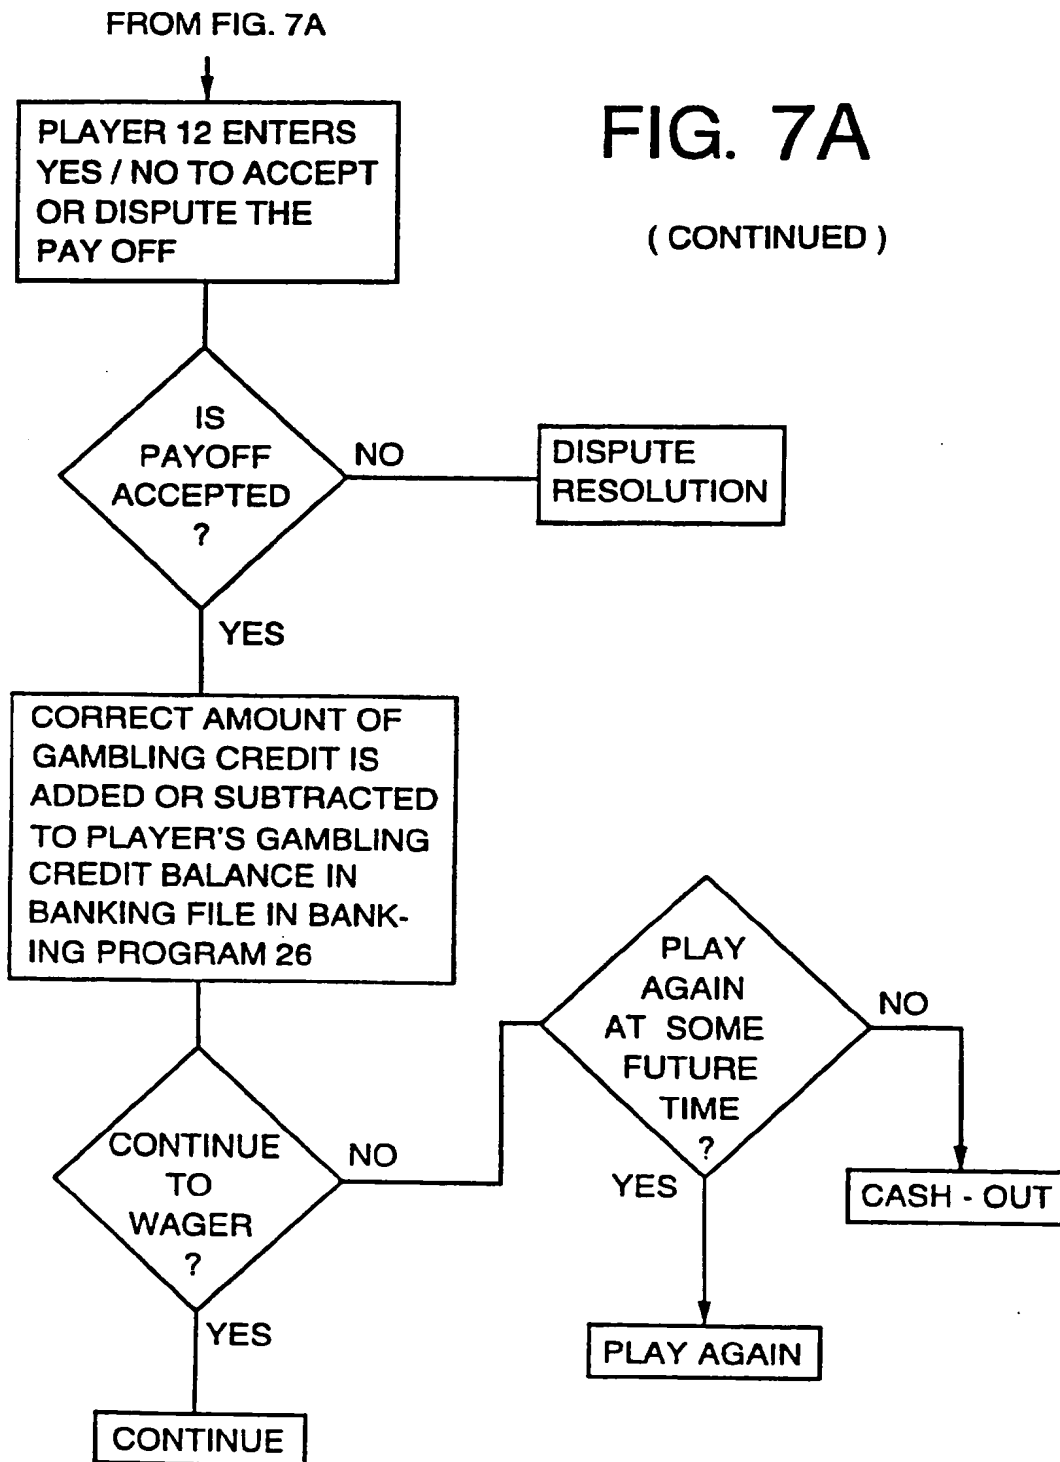 FROM FIG. 7A
FIG. 7A
( CONTINUED )
PLAYER 12 ENTERS
YES / NO TO ACCEPT
OR DISPUTE THE
PAY OFF
IS
PAYOFF
ACCEPTED
?
NO
DISPUTE
RESOLUTION
YES
CORRECT AMOUNT OF
GAMBLING CREDIT IS
ADDED OR SUBTRACTED
TO PLAYER'S GAMBLING
CREDIT BALANCE IN
BANKING FILE IN BANK-
ING PROGRAM 26
CONTINUE
TO
WAGER
?
NO
PLAY
AGAIN
AT SOME
FUTURE
TIME
?
NO
CASH - OUT
YES
PLAY AGAIN
YES
CONTINUE